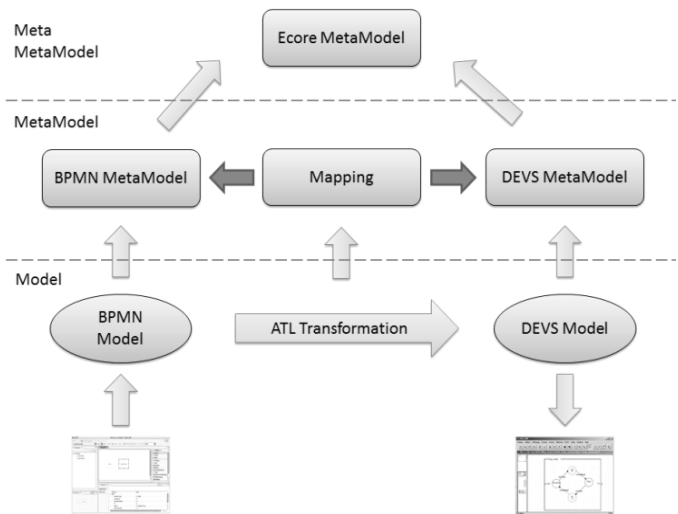 Meta
MetaModel
Ecore MetaModel
MetaModel
BPMN MetaModel
Mapping
DEVS MetaModel
Model
BPMN
Model
ATL Transformation
DEVS Model